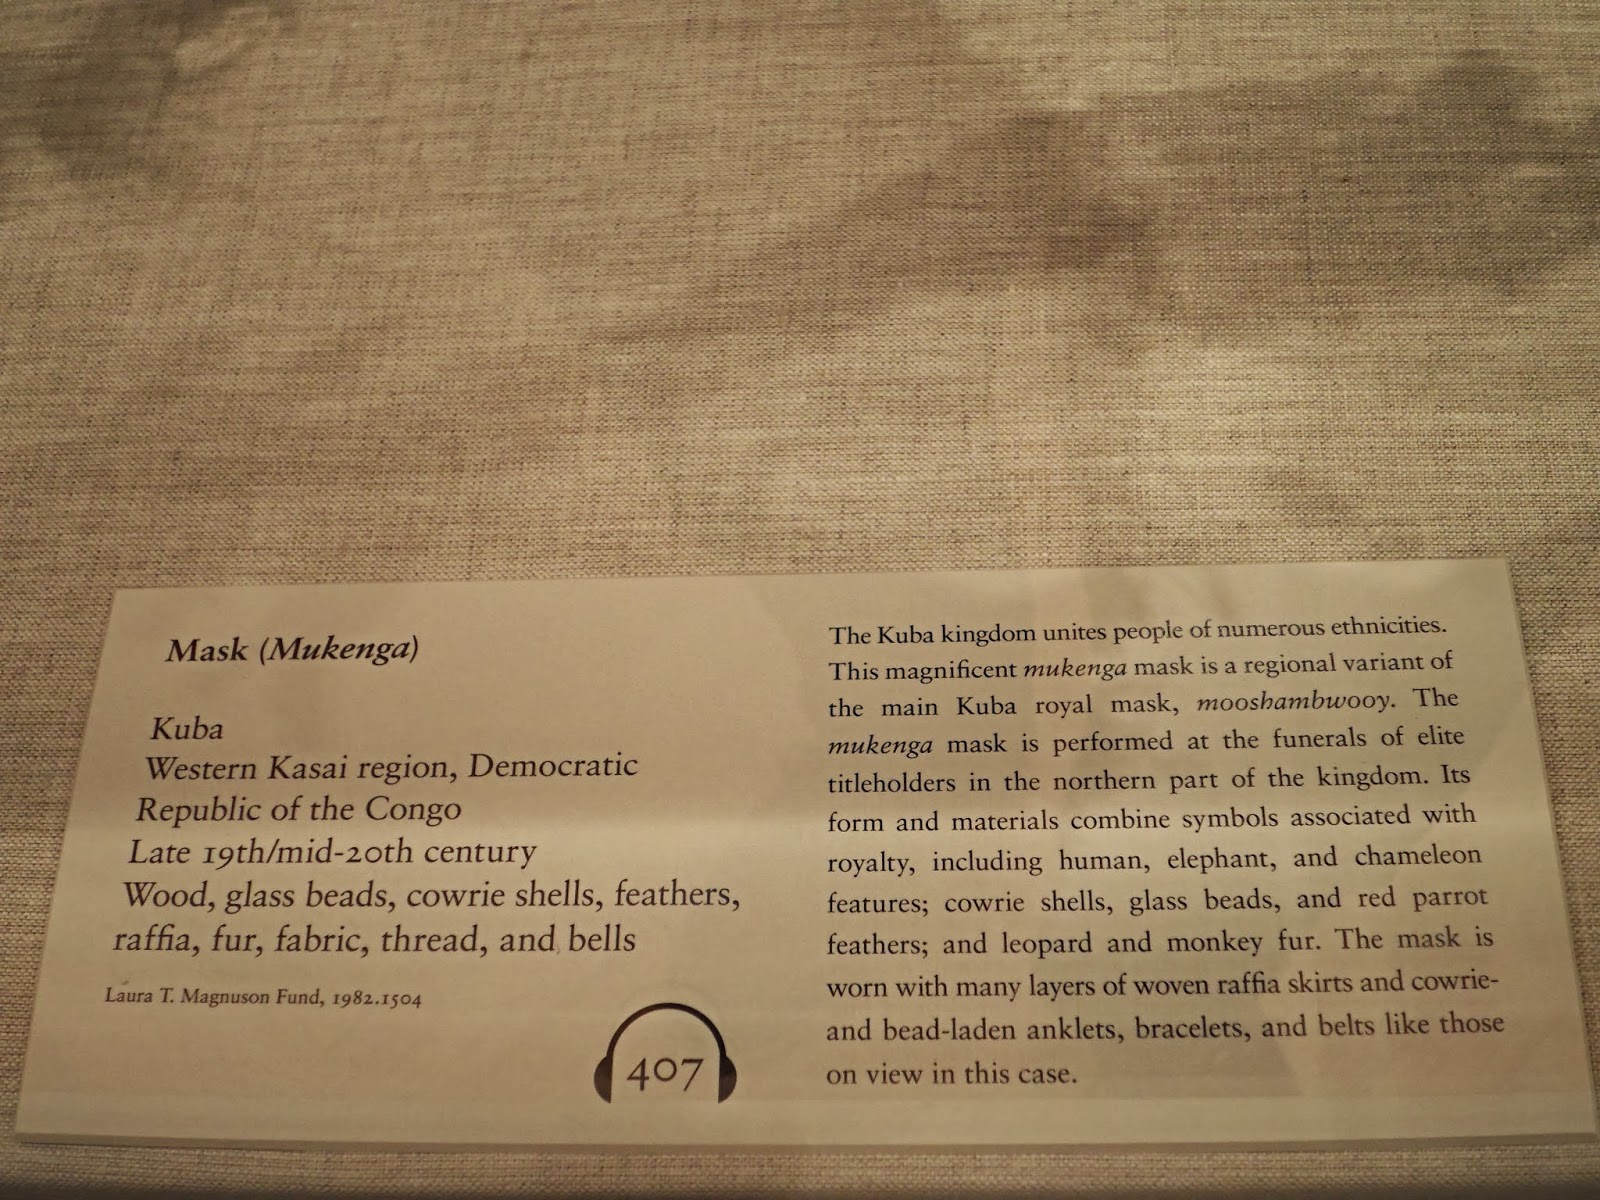 Mask (Mukenga)
Kuba
Western Kasai region, Democratic
Republic of the Congo
Late 19th/mid-20th century
Wood, glass beads, cowrie shells, feathers,
raffia, fur, fabric, thread, and bells
Laura T. Magnuson Fund, 1982.1504
407
The Kuba kingdom unites people of numerous ethnicities.
This magnificent mukenga mask is a regional variant of
the main Kuba royal mask, mooshambwooy. The
mukenga mask is performed at the funerals of elite
titleholders in the northern part of the kingdom. Its
form and materials combine symbols associated with
royalty, including human, elephant, and chameleon
features; cowrie shells, glass beads, and red parrot
feathers; and leopard and monkey fur. The mask is
worn with many layers of woven raffia skirts and cowrie-
and bead-laden anklets, bracelets, and belts like those
on view in this case.